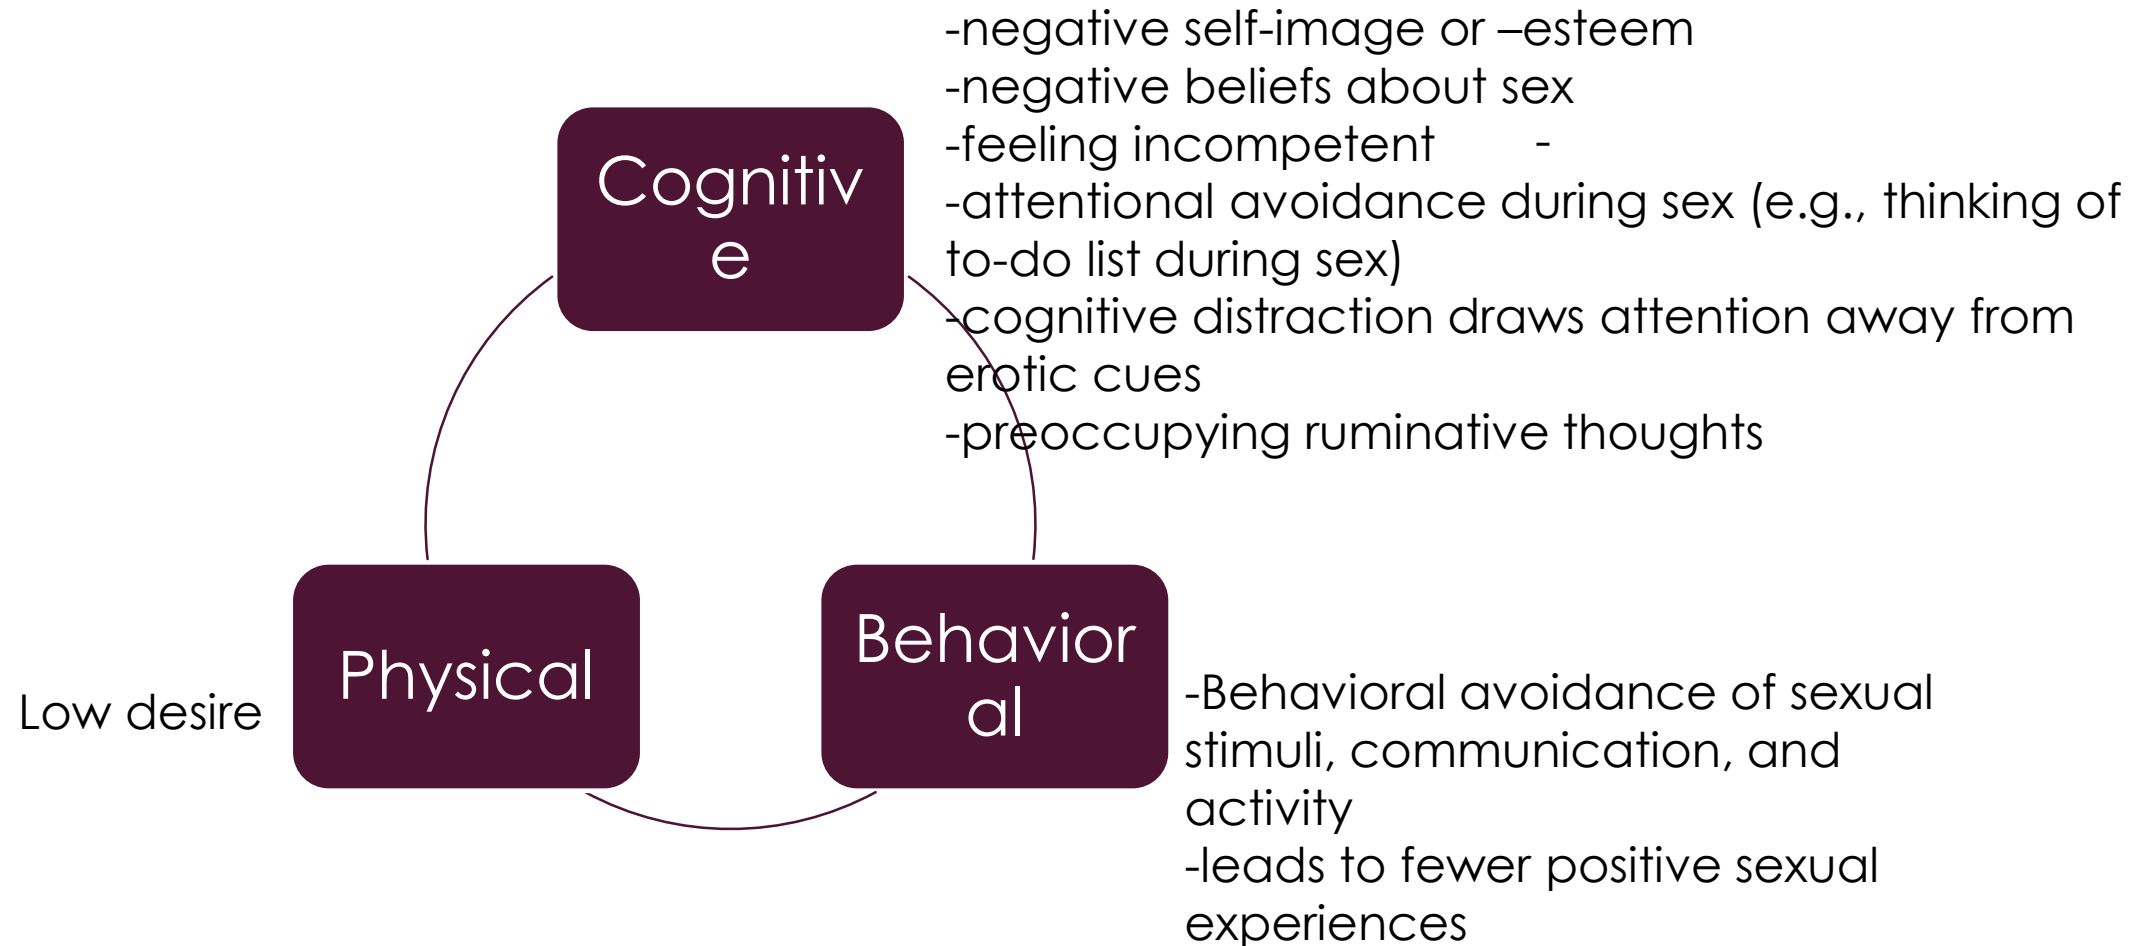 -negative self-image or –esteem
-negative beliefs about sex
-feeling incompetent -
-attentional avoidance during sex (e.g., thinking of
to-do list during sex)
-cognitive distraction draws attention away from
erotic cues
-preoccupying ruminative thoughts
Cognitiv
e
Physical
Low desire
Behavior
al
-Behavioral avoidance of sexual
stimuli, communication, and
activity
-leads to fewer positive sexual
experiences